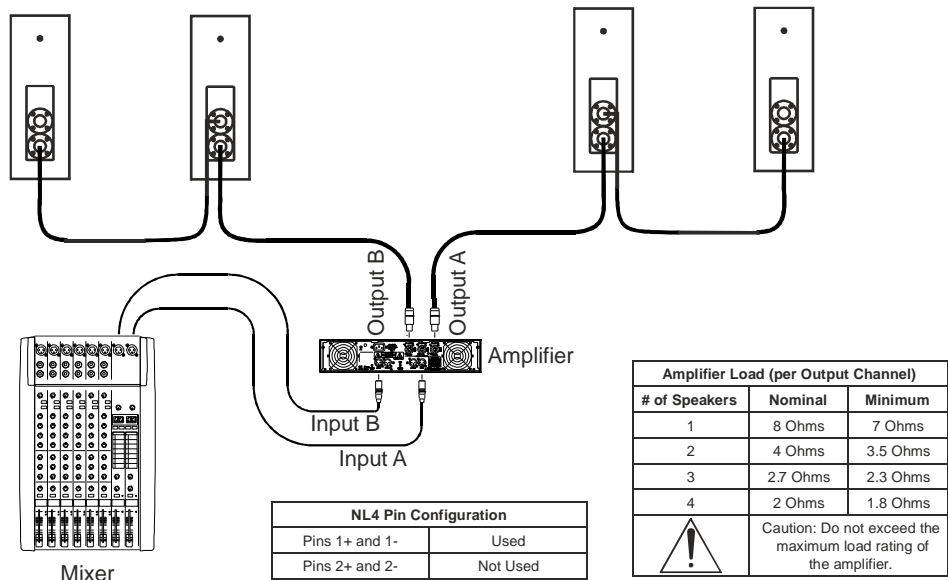 Output B
Output A
Amplifier
Input B
Input A
Mixer
NL4 Pin Configuration
Pins 1+ and 1- Used
Pins 2+ and 2- Not Used
Amplifier Load (per Output Channel)
# of Speakers Nominal Minimum
1 8 Ohms 7 Ohms
2 4 Ohms 3.5 Ohms
3 2.7 Ohms 2.3 Ohms
4 2 Ohms 1.8 Ohms
Caution: Do not exceed the
maximum load rating of
the amplifier.